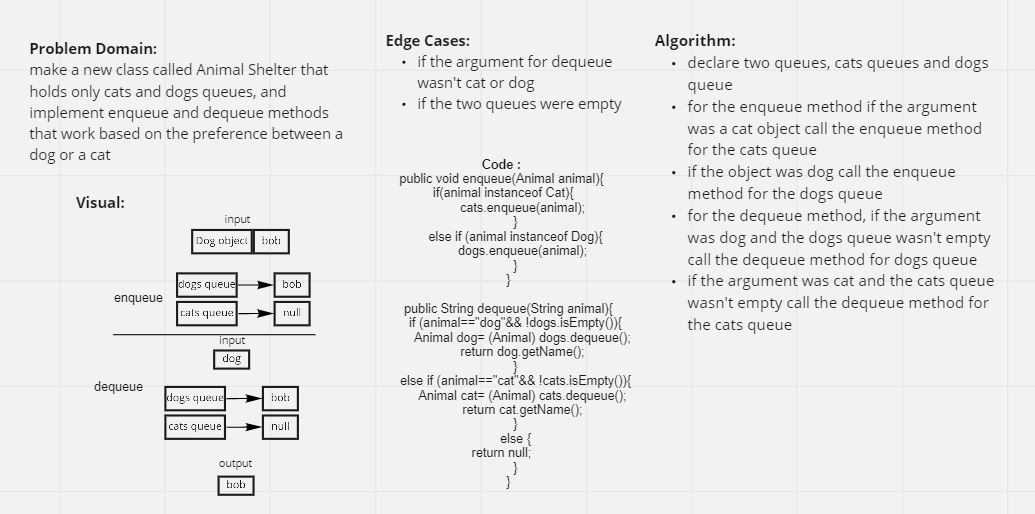 Problem Domain:
make a new class called Animal Shelter that
holds only cats and dogs queues, and
implement enqueue and dequeue methods
that work based on the preference between a
dog or a cat
Visual:
input
Dog object bob
enqueue
dogs queue bob
cats queue null
input
dog
dequeue
dogs queue bob
cats queue null
output
bob
Edge Cases:
• if the argument for dequeue
wasn't cat or dog
• if the two queues were empty
Code :
public void enqueue(Animal animal){
if(animal instanceof Cat){
cats.enqueue(animal);
}
else if (animal instanceof Dog){
dogs.enqueue(animal);
}
}
public String dequeue(String animal){
if (animal=="dog"&& !dogs.isEmpty()){
Animal dog= (Animal) dogs.dequeue();
return dog.getName();
}
else if (animal=="cat"&& !cats.isEmpty()){
Animal cat= (Animal) cats.dequeue();
return cat.getName();
}
else {
return null;
}
}
Algorithm:
• declare two queues, cats queues and dogs
queue
• for the enqueue method if the argument
was a cat object call the enqueue method
for the cats queue
• if the object was dog call the enqueue
method for the dogs queue
• for the dequeue method, if the argument
was dog and the dogs queue wasn't empty
call the dequeue method for dogs queue
• if the argument was cat and the cats queue
wasn't empty call the dequeue method for
the cats queue